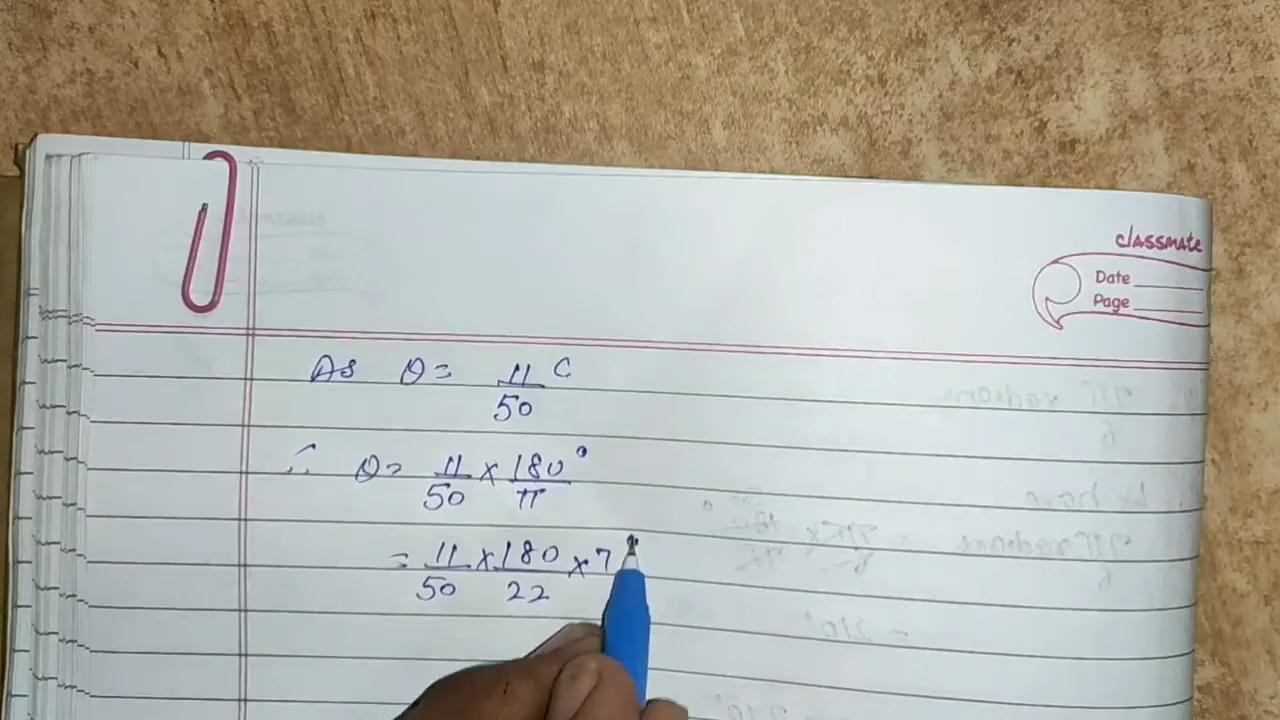 classmate
Date
Page
As θ = 11/50 ᶜ
∴ θ = 11/50 × 180°/π
= 11/50 × 180/22 × 7